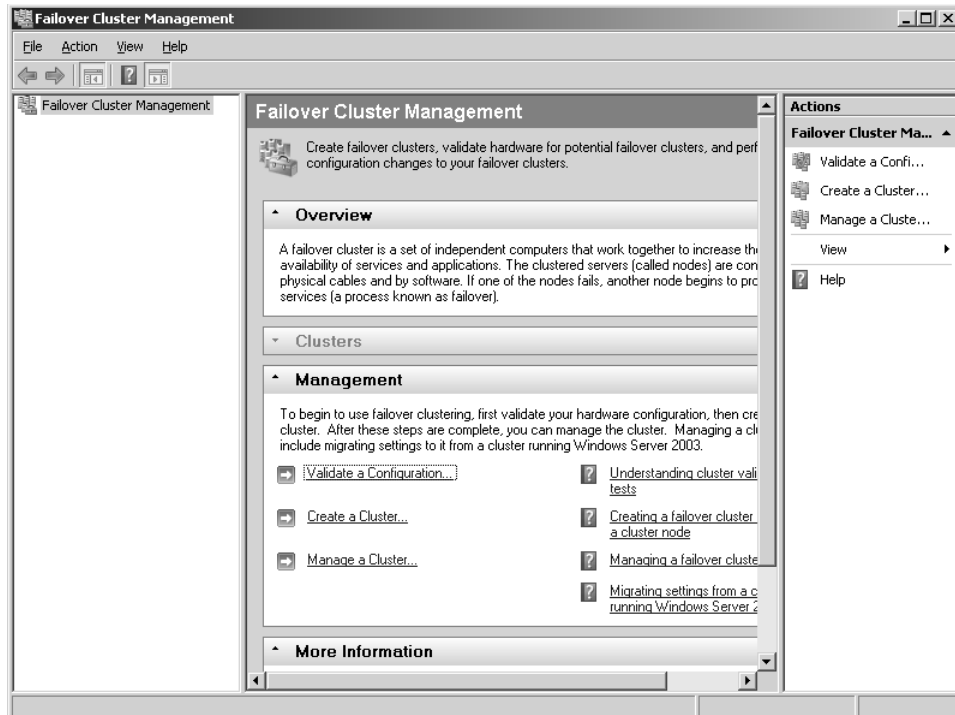 Failover Cluster Management
File Action View Help
Failover Cluster Management
Failover Cluster Management
Create failover clusters, validate hardware for potential failover clusters, and perf
configuration changes to your failover clusters.
Overview
A failover cluster is a set of independent computers that work together to increase the
availability of services and applications. The clustered servers (called nodes) are con
physical cables and by software. If one of the nodes fails, another node begins to pro
services (a process known as failover).
Clusters
Management
To begin to use failover clustering, first validate your hardware configuration, then cre
cluster. After these steps are complete, you can manage the cluster. Managing a clu
include migrating settings to it from a cluster running Windows Server 2003.
Validate a Configuration...
Understanding cluster vali
tests
Create a Cluster...
Creating a failover cluster
a cluster node
Manage a Cluster...
Managing a failover cluste
Migrating settings from a c
running Windows Server 2
More Information
Actions
Failover Cluster Ma...
Validate a Confi...
Create a Cluster...
Manage a Cluste...
View
Help